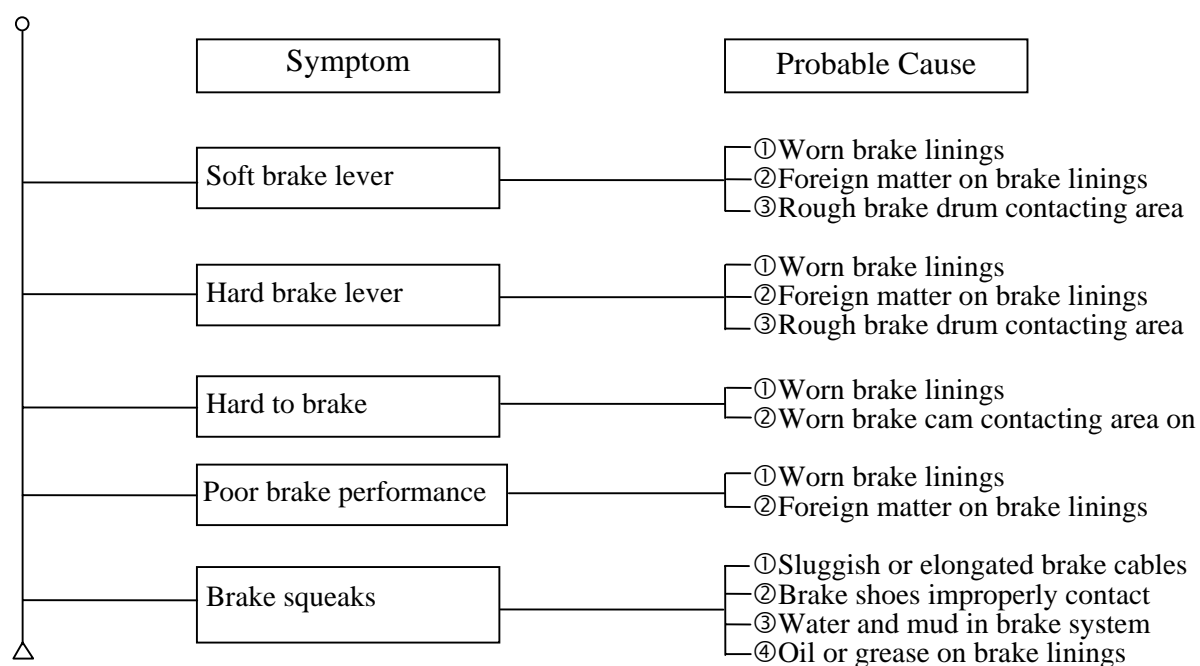 Symptom
Probable Cause
Soft brake lever
①Worn brake linings
②Foreign matter on brake linings
③Rough brake drum contacting area
Hard brake lever
①Worn brake linings
②Foreign matter on brake linings
③Rough brake drum contacting area
Hard to brake
①Worn brake linings
②Worn brake cam contacting area on
Poor brake performance
①Worn brake linings
②Foreign matter on brake linings
Brake squeaks
①Sluggish or elongated brake cables
②Brake shoes improperly contact
③Water and mud in brake system
④Oil or grease on brake linings